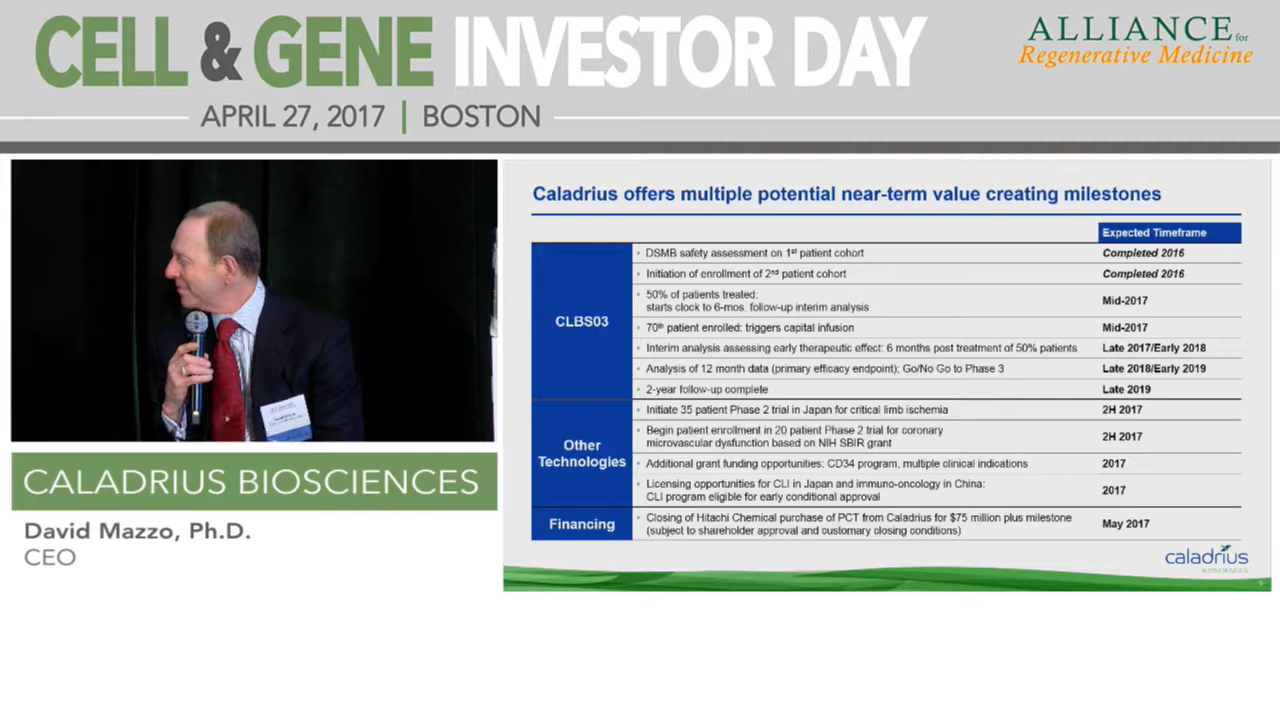 CELL & GENE INVESTOR DAY
APRIL 27, 2017 | BOSTON
ALLIANCE for
Regenerative Medicine
CALADRIUS BIOSCIENCES
David Mazzo, Ph.D.
CEO
Caladrius offers multiple potential near-term value creating milestones
Expected Timeframe
CLBS03
• DSMB safety assessment on 1st patient cohort Completed 2016
• Initiation of enrollment of 2nd patient cohort Completed 2016
• 50% of patients treated;
starts clock to 6-mos. follow-up interim analysis Mid-2017
• 70th patient enrolled: triggers capital infusion Mid-2017
• Interim analysis assessing early therapeutic effect: 6 months post treatment of 50% patients Late 2017/Early 2018
• Analysis of 12 month data (primary efficacy endpoint); Go/No Go to Phase 3 Late 2018/Early 2019
• 2-year follow-up complete Late 2019
Other
Technologies
• Initiate 35 patient Phase 2 trial in Japan for critical limb ischemia 2H 2017
• Begin patient enrollment in 20 patient Phase 2 trial for coronary
microvascular dysfunction based on NIH SBIR grant 2H 2017
• Additional grant funding opportunities: CD34 program, multiple clinical indications 2017
• Licensing opportunities for CLI in Japan and immuno-oncology in China:
CLI program eligible for early conditional approval 2017
Financing
• Closing of Hitachi Chemical purchase of PCT from Caladrius for $75 million plus milestone
(subject to shareholder approval and customary closing conditions) May 2017
caladrius
BIOSCIENCES